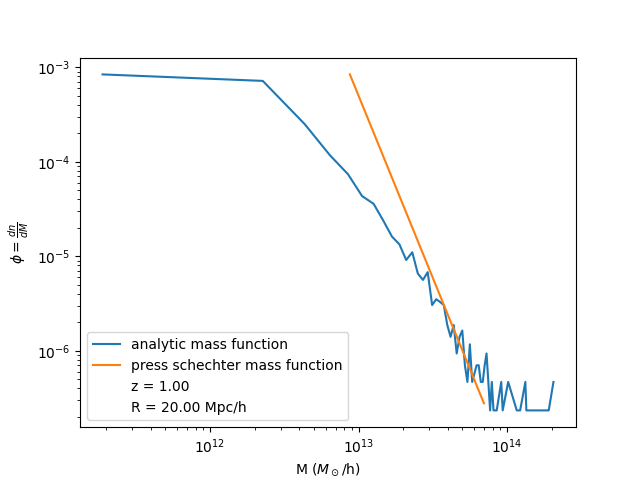 10⁻³
10⁻⁴
10⁻⁵
10⁻⁶
ϕ = dn/dM
analytic mass function
press schechter mass function
z = 1.00
R = 20.00 Mpc/h
10¹² 10¹³ 10¹⁴
M (M⊙/h)